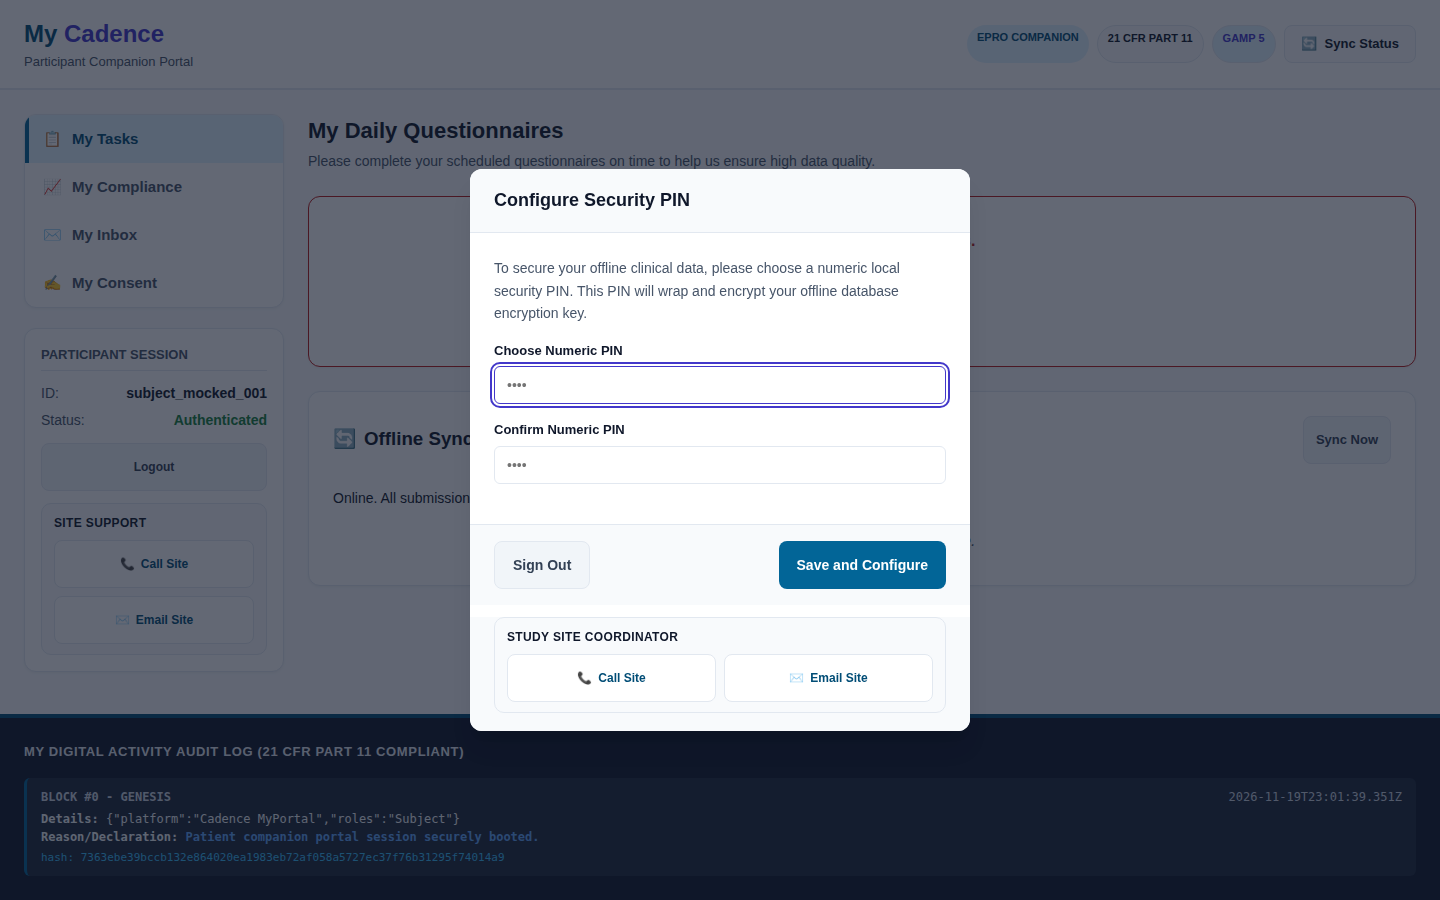 My Cadence
Participant Companion Portal
EPRO COMPANION
21 CFR PART 11
GAMP 5
Sync Status
My Tasks
My Compliance
My Inbox
My Consent
PARTICIPANT SESSION
ID: subject_mocked_001
Status: Authenticated
Logout
SITE SUPPORT
Call Site
Email Site
My Daily Questionnaires
Please complete your scheduled questionnaires on time to help us ensure high data quality.
Offline Sync
Sync Now
Online. All submission
Configure Security PIN
To secure your offline clinical data, please choose a numeric local
security PIN. This PIN will wrap and encrypt your offline database
encryption key.
Choose Numeric PIN
••••
Confirm Numeric PIN
••••
Sign Out
Save and Configure
STUDY SITE COORDINATOR
Call Site
Email Site
MY DIGITAL ACTIVITY AUDIT LOG (21 CFR PART 11 COMPLIANT)
BLOCK #0 - GENESIS
2026-11-19T23:01:39.351Z
Details: {"platform":"Cadence MyPortal","roles":"Subject"}
Reason/Declaration: Patient companion portal session securely booted.
hash: 7363ebe39bccb132e864020ea1983eb72af058a5727ec37f76b31295f74014a9